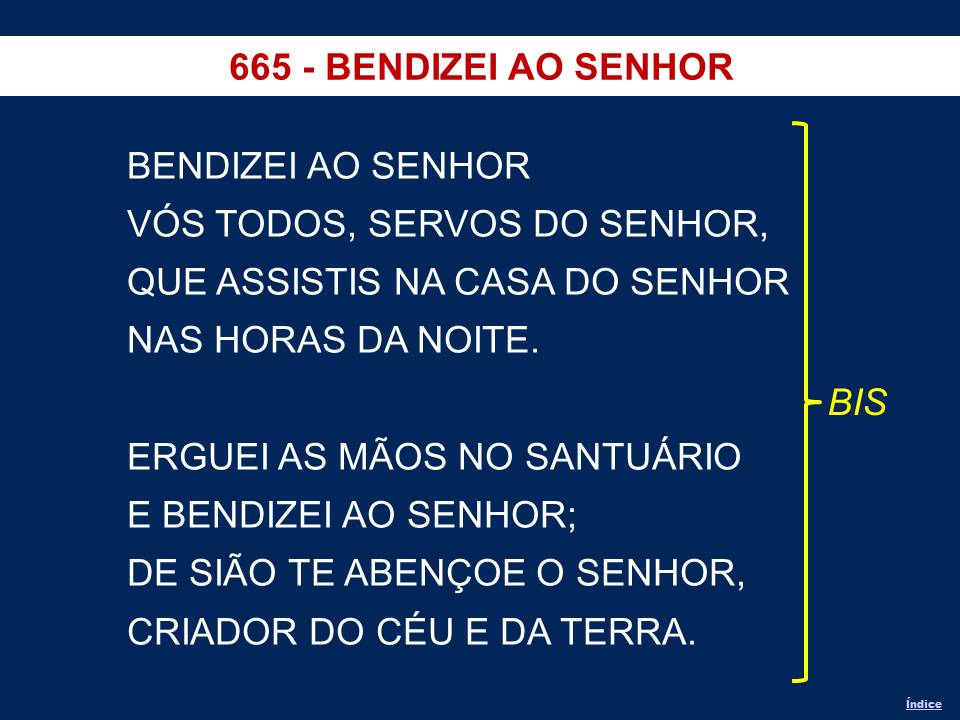 665 - BENDIZEI AO SENHOR
BENDIZEI AO SENHOR
VÓS TODOS, SERVOS DO SENHOR,
QUE ASSISTIS NA CASA DO SENHOR
NAS HORAS DA NOITE.
BIS
ERGUEI AS MÃOS NO SANTUÁRIO
E BENDIZEI AO SENHOR;
DE SIÃO TE ABENÇOE O SENHOR,
CRIADOR DO CÉU E DA TERRA.
Índice